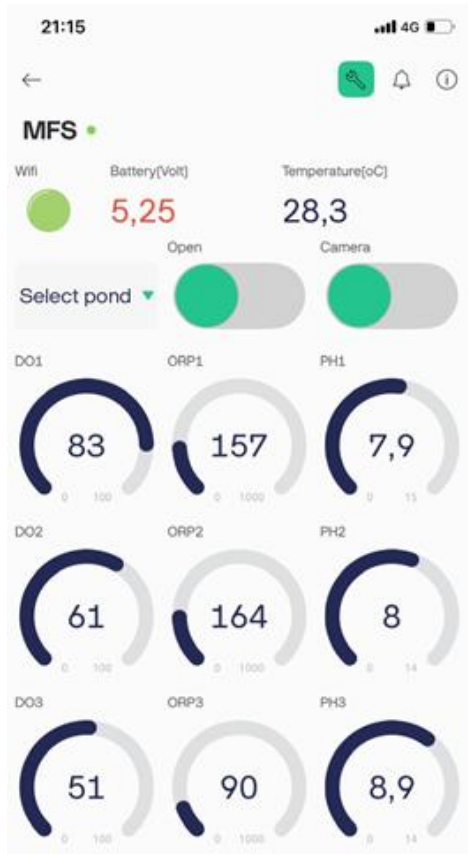 21:15 4G
MFS
Wifi Battery[Volt] Temperature[oC]
5,25 28,3
Open Camera
Select pond
DO1 ORP1 PH1
83 157 7,9
0 100 0 1000 0 15
DO2 ORP2 PH2
61 164 8
0 100 0 1000 0 14
DO3 ORP3 PH3
51 90 8,9
0 100 0 1000 0 14